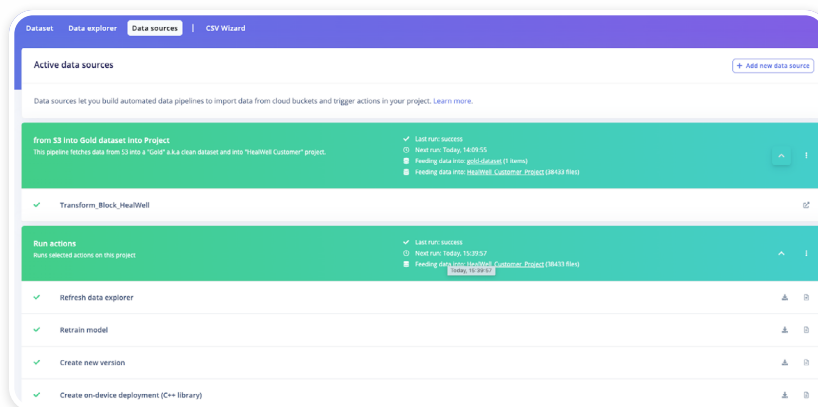 Dataset Data explorer Data sources | CSV Wizard
Active data sources
+ Add new data source
Data sources let you build automated data pipelines to import data from cloud buckets and trigger actions in your project. Learn more.
from S3 into Gold dataset into Project
This pipeline fetches data from S3 into a "Gold" a.k.a clean dataset and into "HealWell Customer" project.
Last run: success
Next run: Today, 14:09:55
Feeding data into: gold-dataset (1 items)
Feeding data into: HealWell_Customer_Project (38433 files)
Transform_Block_HealWell
Run actions
Runs selected actions on this project
Last run: success
Next run: Today, 15:39:57
Feeding data into: HealWell_Customer_Project (38433 files)
Today, 15:39:57
Refresh data explorer
Retrain model
Create new version
Create on-device deployment (C++ library)